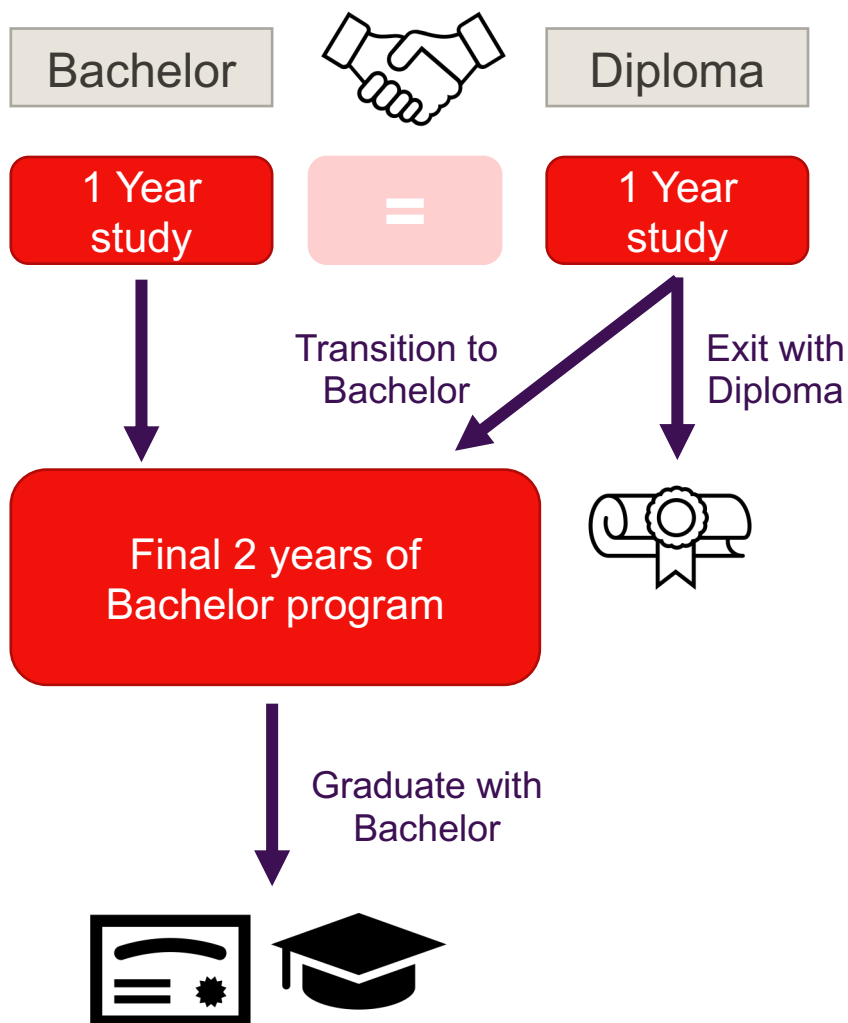 Bachelor
Diploma
1 Year
study
=
1 Year
study
Transition to
Bachelor
Exit with
Diploma
Final 2 years of
Bachelor program
Graduate with
Bachelor